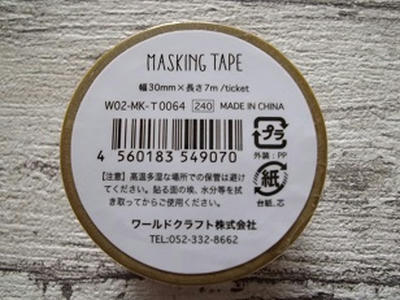 MASKING TAPE
幅30mm×長さ7m/ticket
W02-MK-T0064 240 MADE IN CHINA
4 560183 549070
プラ
外装:PP
紙
台紙、芯
【注意】高温多湿な場所での保管は避け
てください。貼る面の埃、水分等を拭
き取ってからご使用ください。
ワールドクラフト株式会社
TEL:052-332-8662